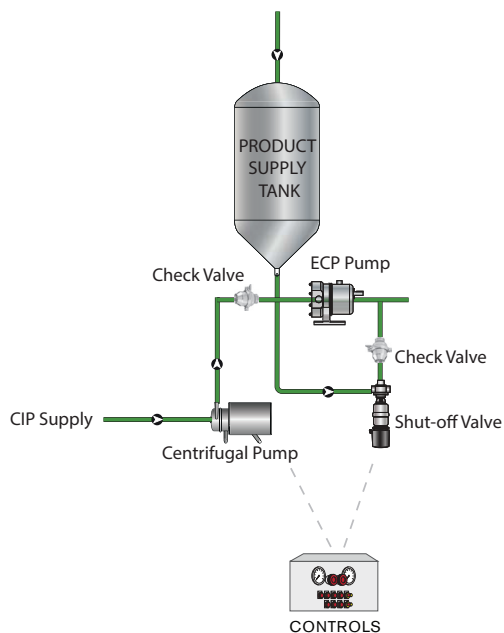 PRODUCT
SUPPLY
TANK
ECP Pump
Check Valve
Check Valve
CIP Supply
Shut-off Valve
Centrifugal Pump
CONTROLS